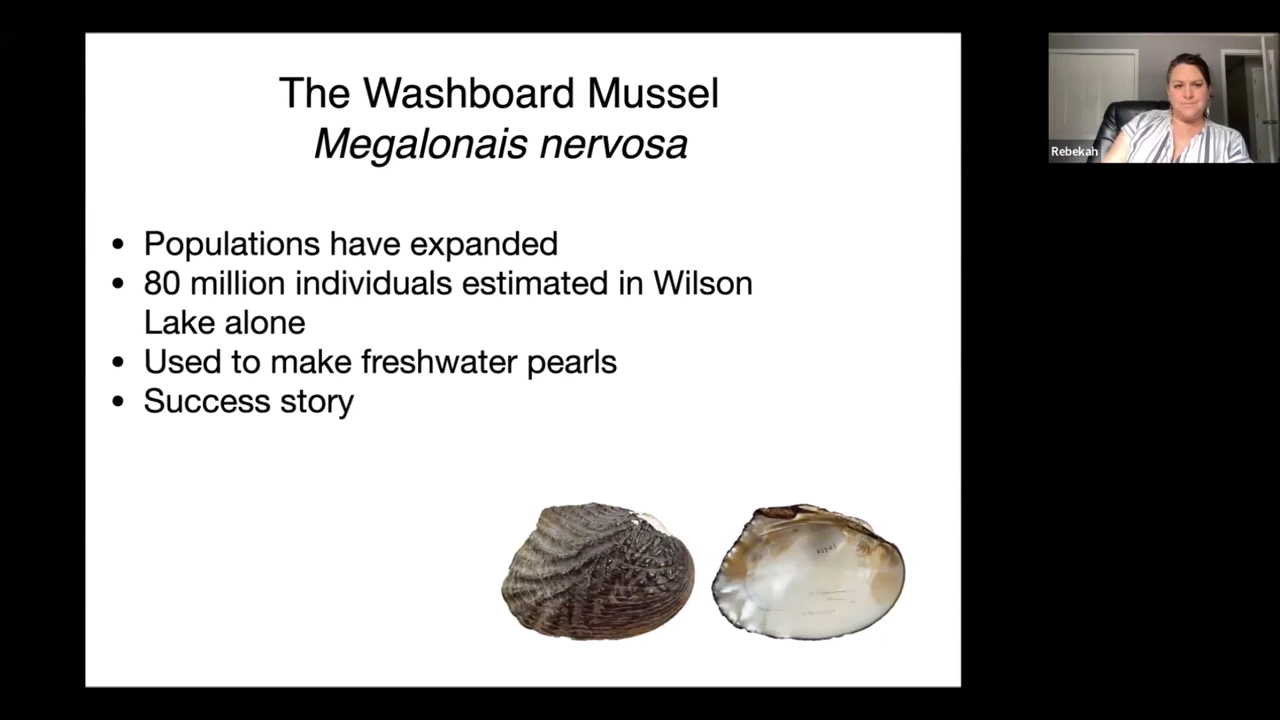 The Washboard Mussel
Megalonais nervosa
• Populations have expanded
• 80 million individuals estimated in Wilson
Lake alone
• Used to make freshwater pearls
• Success story
Rebekah